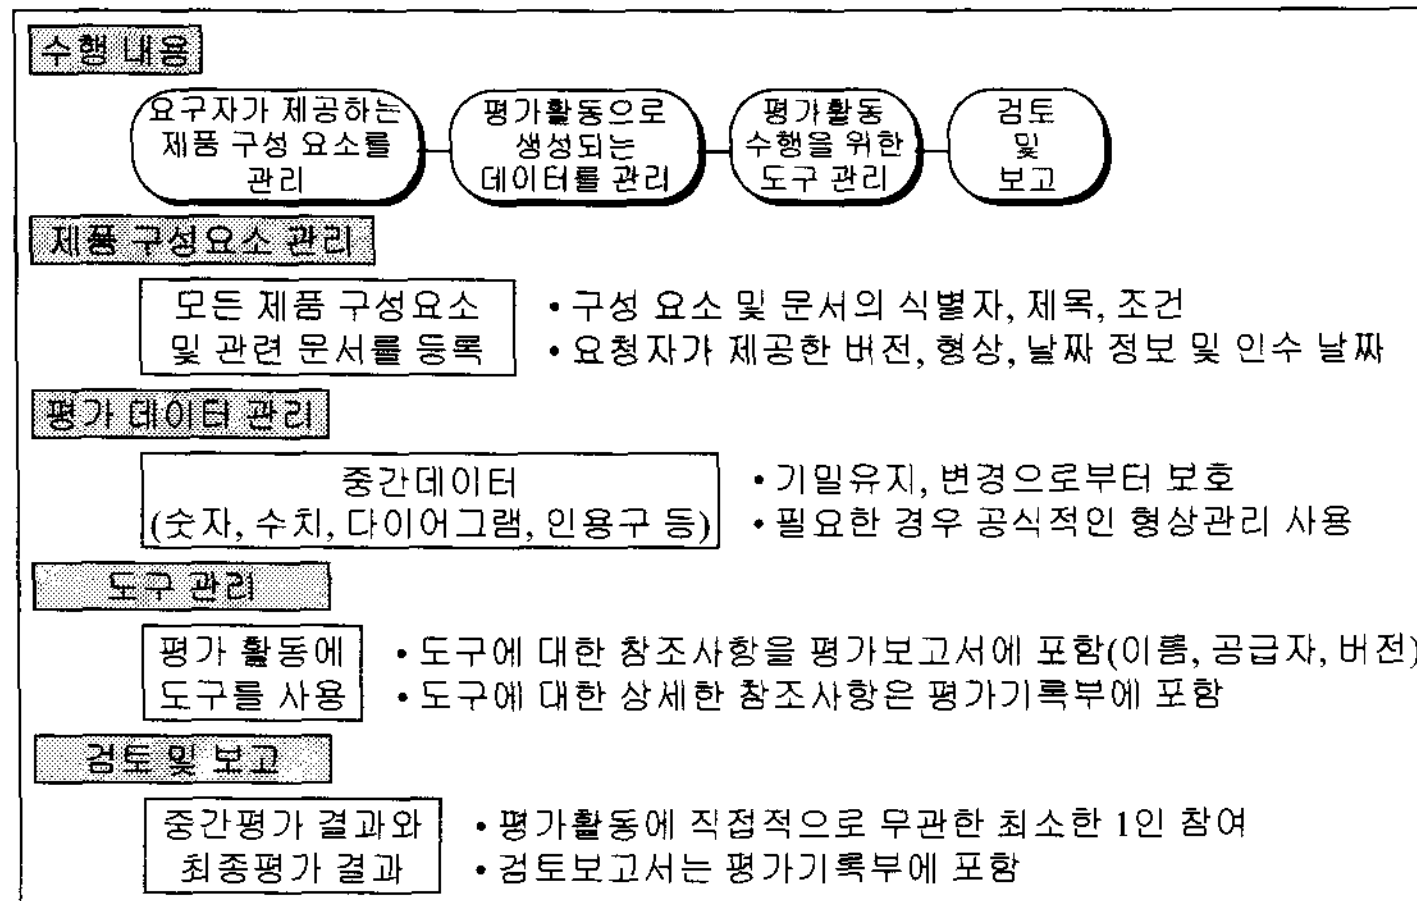 수행 내용
요구자가 제공하는
제품 구성 요소를
관리
평가활동으로
생성되는
데이터를 관리
평가활동
수행을 위한
도구 관리
검토
및
보고
제품 구성요소 관리
모든 제품 구성요소
및 관련 문서를 등록
• 구성 요소 및 문서의 식별자, 제목, 조건
• 요청자가 제공한 버전, 형상, 날짜 정보 및 인수 날짜
평가 데이터 관리
중간데이터
(숫자, 수치, 다이어그램, 인용구 등)
• 기밀유지, 변경으로부터 보호
• 필요한 경우 공식적인 형상관리 사용
도구 관리
평가 활동에
도구를 사용
• 도구에 대한 참조사항을 평가보고서에 포함(이름, 공급자, 버전)
• 도구에 대한 상세한 참조사항은 평가기록부에 포함
검토 및 보고
중간평가 결과와
최종평가 결과
• 평가활동에 직접적으로 무관한 최소한 1인 참여
• 검토보고서는 평가기록부에 포함